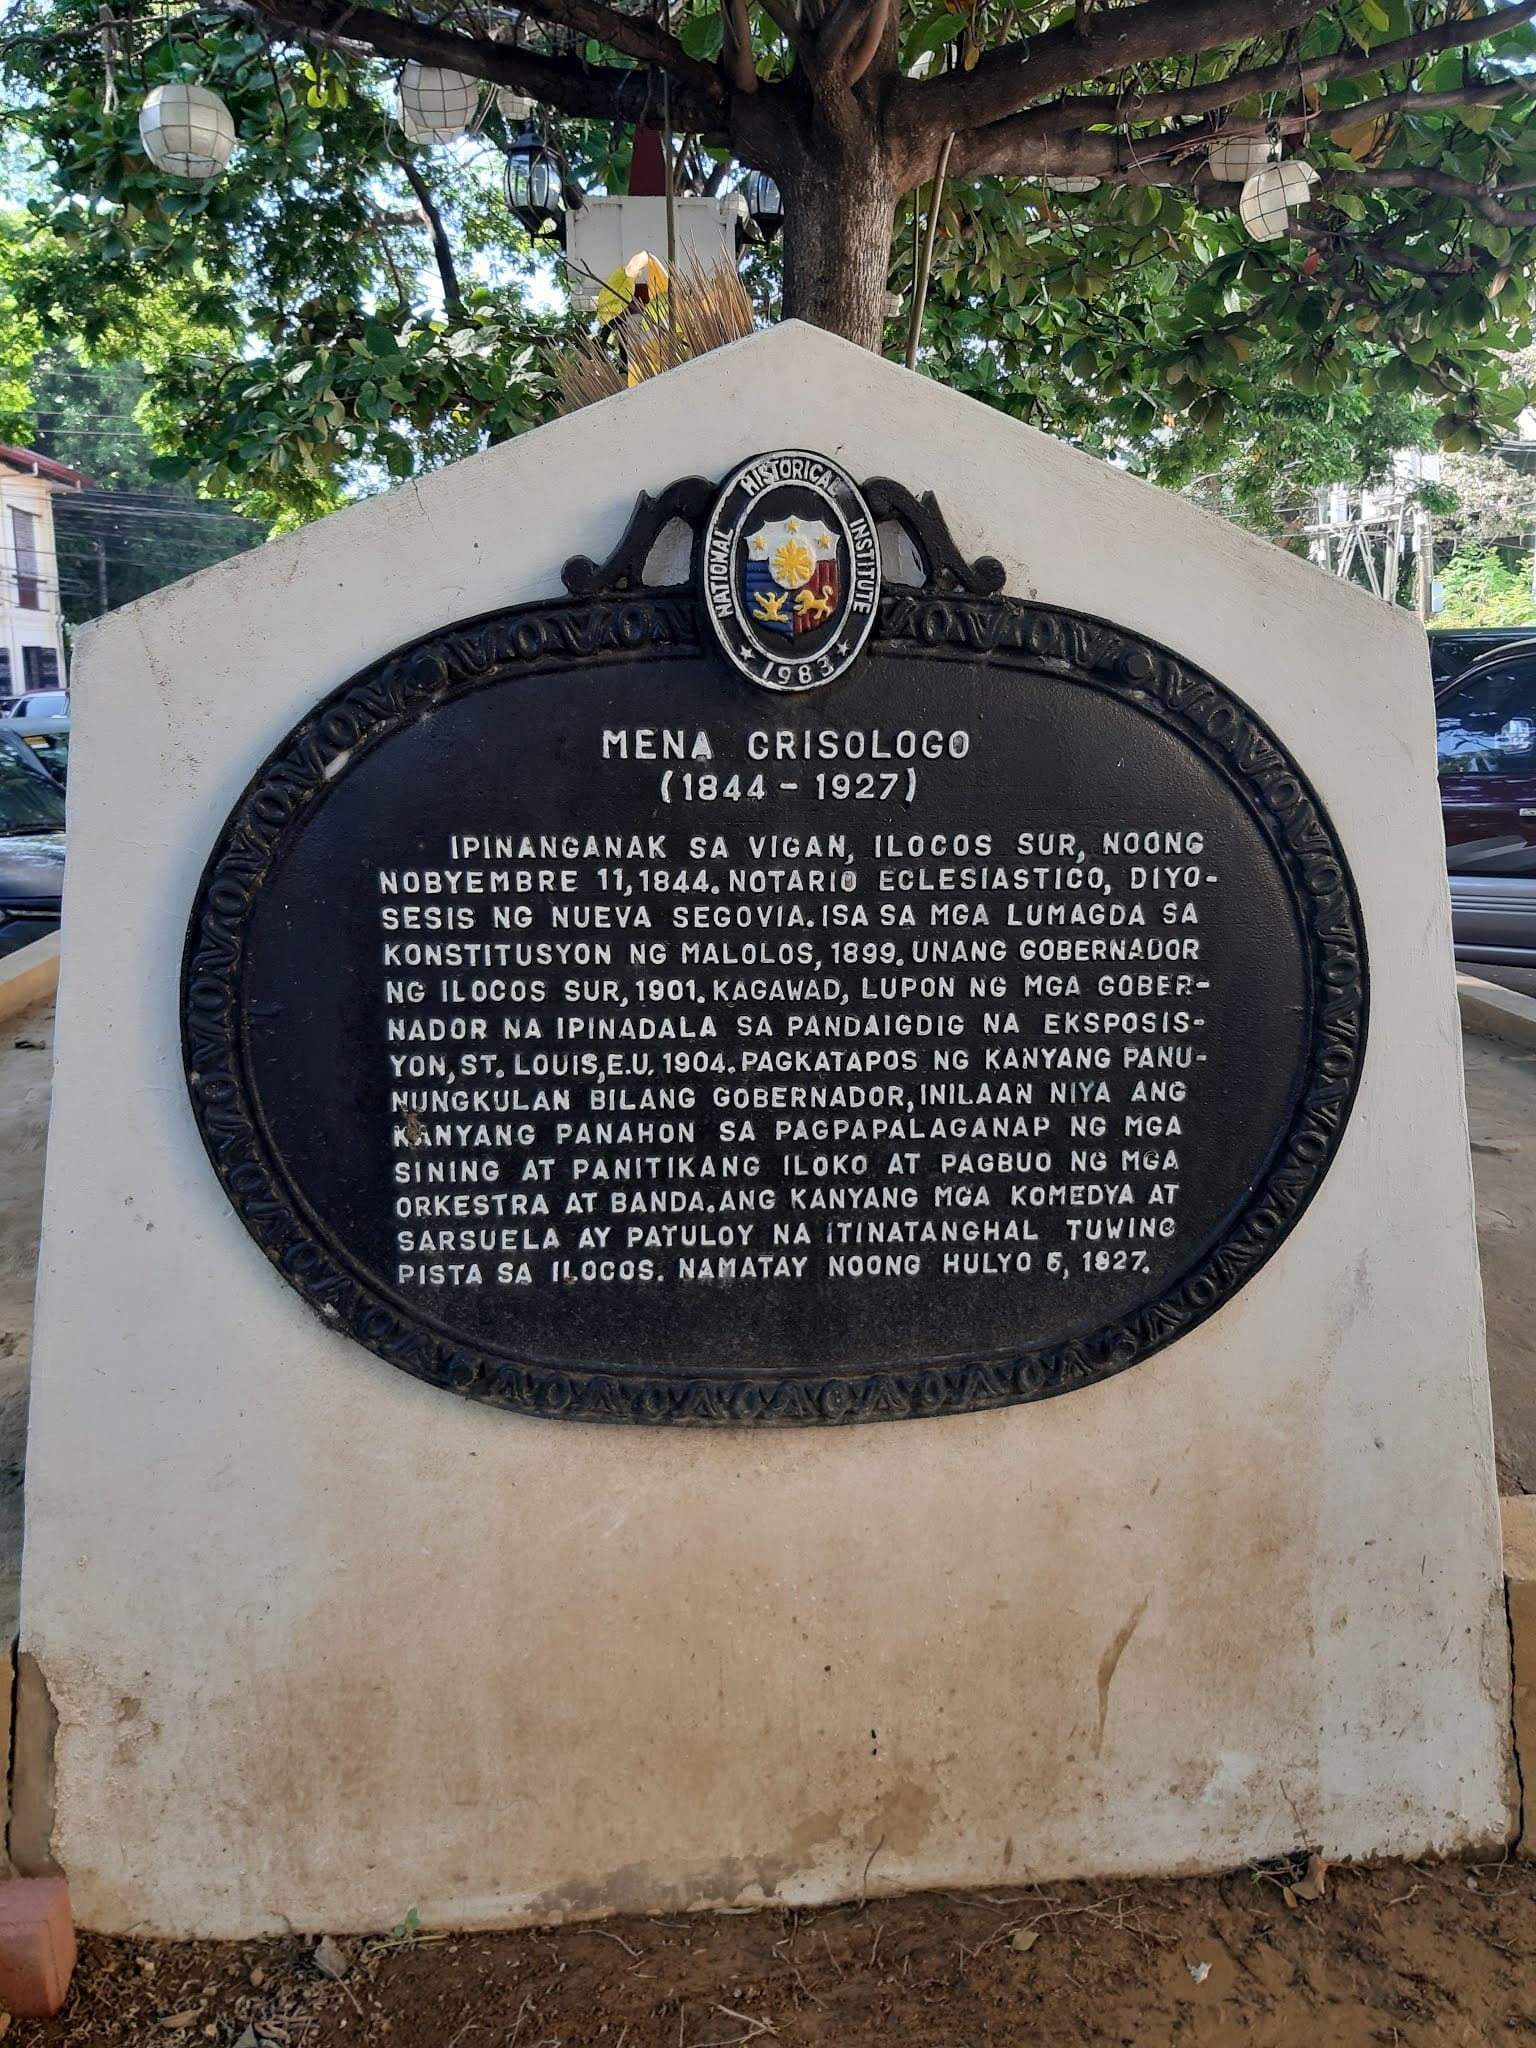 NATIONAL HISTORICAL INSTITUTE
★ 1983 ★
MENA CRISOLOGO
(1844 - 1927)
IPINANGANAK SA VIGAN, ILOCOS SUR, NOONG
NOBYEMBRE 11, 1844. NOTARIO ECLESIASTICO, DIYO-
SESIS NG NUEVA SEGOVIA. ISA SA MGA LUMAGDA SA
KONSTITUSYON NG MALOLOS, 1899. UNANG GOBERNADOR
NG ILOCOS SUR, 1901. KAGAWAD, LUPON NG MGA GOBER-
NADOR NA IPINADALA SA PANDAIGDIG NA EKSPOSIS-
YON, ST. LOUIS, E.U. 1904. PAGKATAPOS NG KANYANG PANU-
NUNGKULAN BILANG GOBERNADOR, INILAAN NIYA ANG
KANYANG PANAHON SA PAGPAPALAGANAP NG MGA
SINING AT PANITIKANG ILOKO AT PAGBUO NG MGA
ORKESTRA AT BANDA. ANG KANYANG MGA KOMEDYA AT
SARSUELA AY PATULOY NA ITINATANGHAL TUWING
PISTA SA ILOCOS. NAMATAY NOONG HULYO 5, 1927.